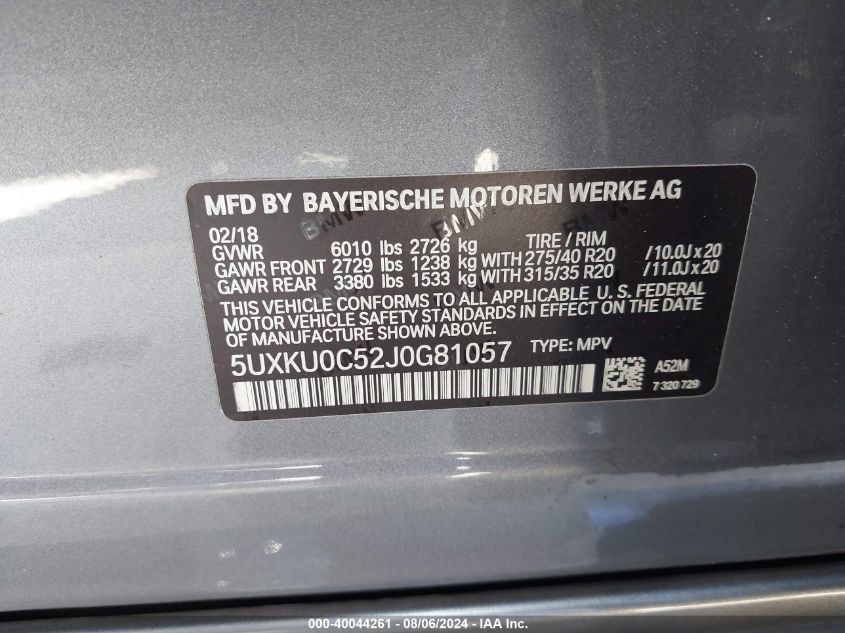 MFD BY BAYERISCHE MOTOREN WERKE AG
02/18
GVWR 6010 lbs 2726 kg TIRE / RIM
GAWR FRONT 2729 lbs 1238 kg WITH 275/40 R20 /10.0J x 20
GAWR REAR 3380 lbs 1533 kg WITH 315/35 R20 /11.0J x 20
THIS VEHICLE CONFORMS TO ALL APPLICABLE U. S. FEDERAL
MOTOR VEHICLE SAFETY STANDARDS IN EFFECT ON THE DATE
OF MANUFACTURE SHOWN ABOVE.
5UXKU0C52J0G81057 TYPE: MPV
A52M
7 320 729
000-40044261 - 08/06/2024 - IAA Inc.